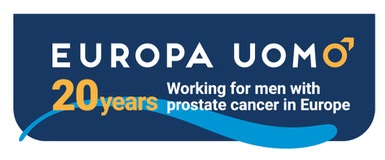 EUROPA UOMO
20 years Working for men with
prostate cancer in Europe